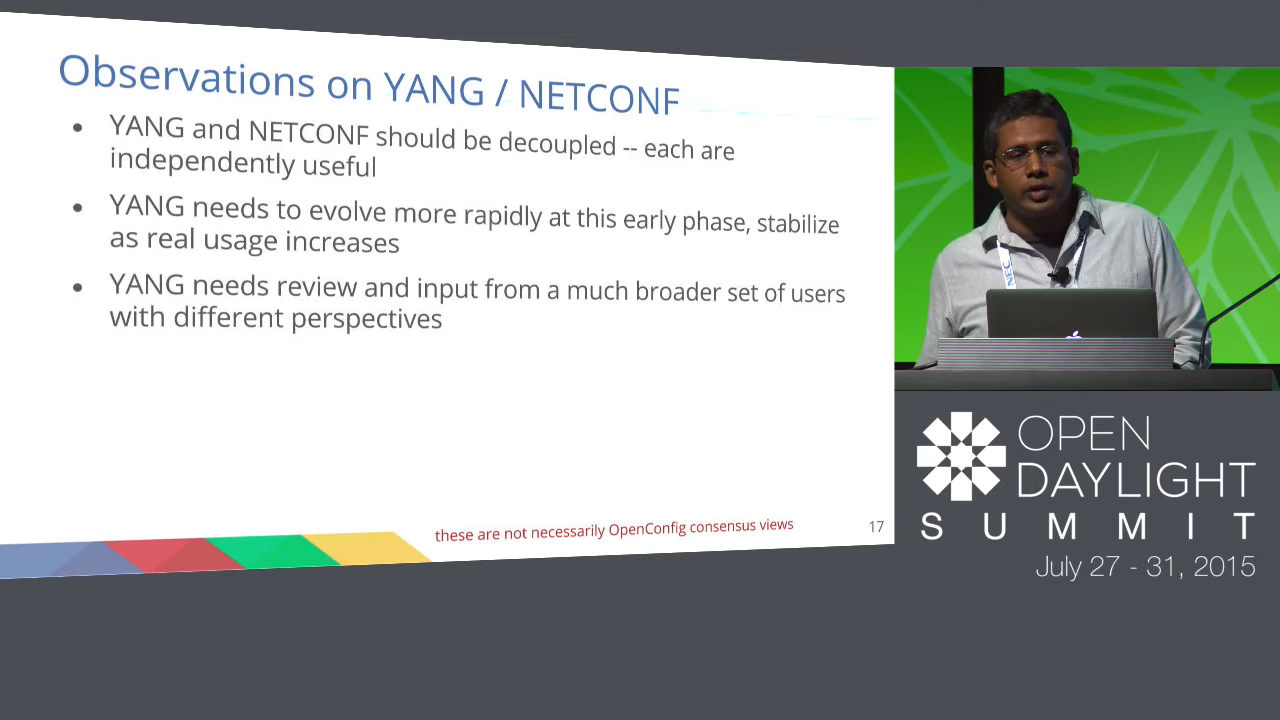 Observations on YANG / NETCONF
• YANG and NETCONF should be decoupled -- each are
independently useful
• YANG needs to evolve more rapidly at this early phase, stabilize
as real usage increases
• YANG needs review and input from a much broader set of users
with different perspectives
these are not necessarily OpenConfig consensus views
17
NEC
OPEN
DAYLIGHT
SUMMIT
July 27 - 31, 2015